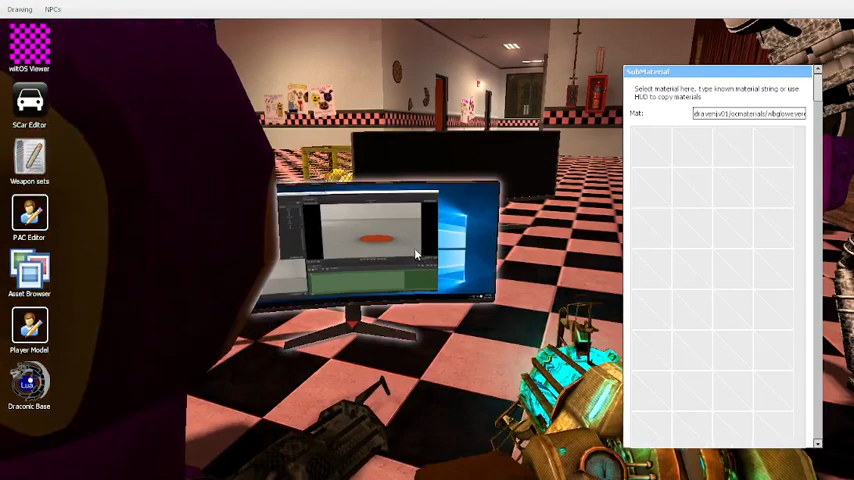 Drawing NPCs
wiltOS Viewer
SCar Editor
Weapon sets
PAC Editor
Asset Browser
Player Model
Lua
Draconic Base
SubMaterial
Select material here, type known material string or use
HUD to copy materials
Mat: